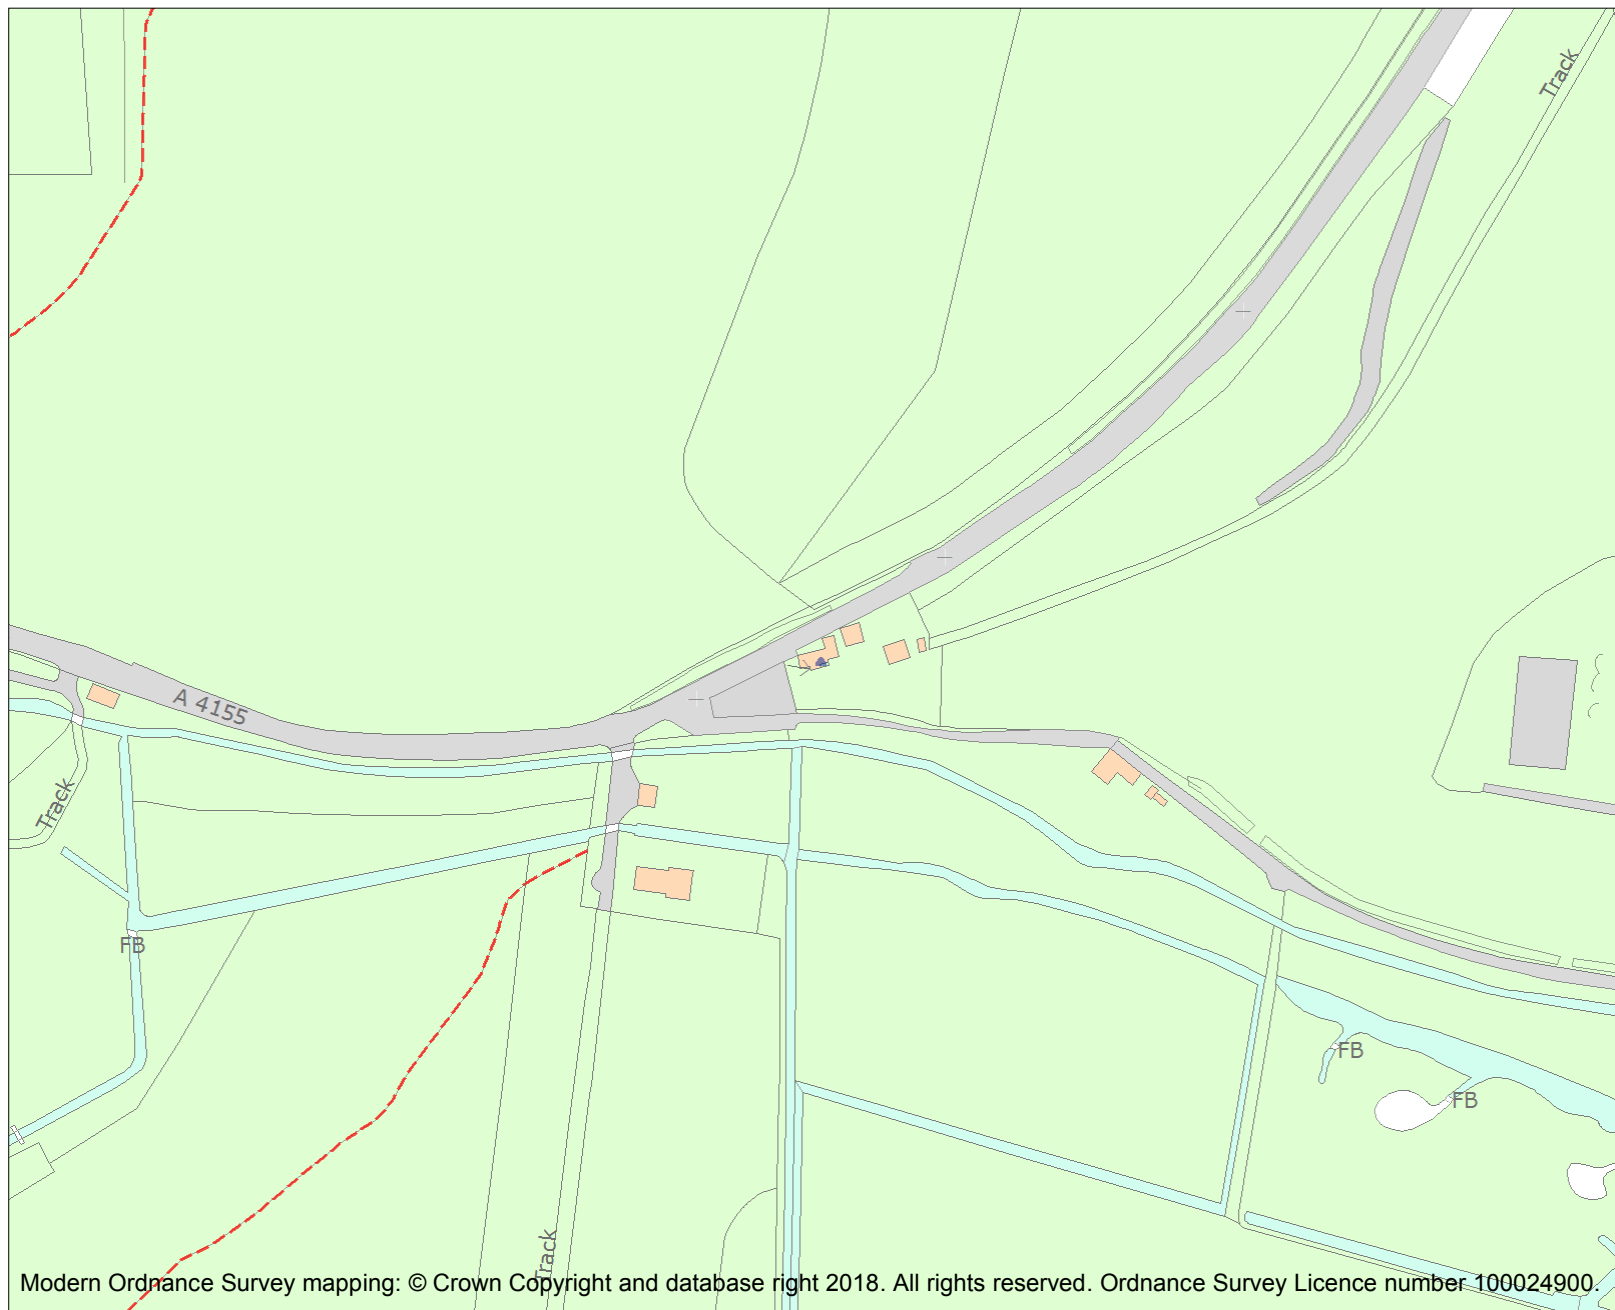 Track
A 4155
Track
FB
FB
FB
Track
Modern Ordnance Survey mapping: © Crown Copyright and database right 2018. All rights reserved. Ordnance Survey Licence number 100024900.